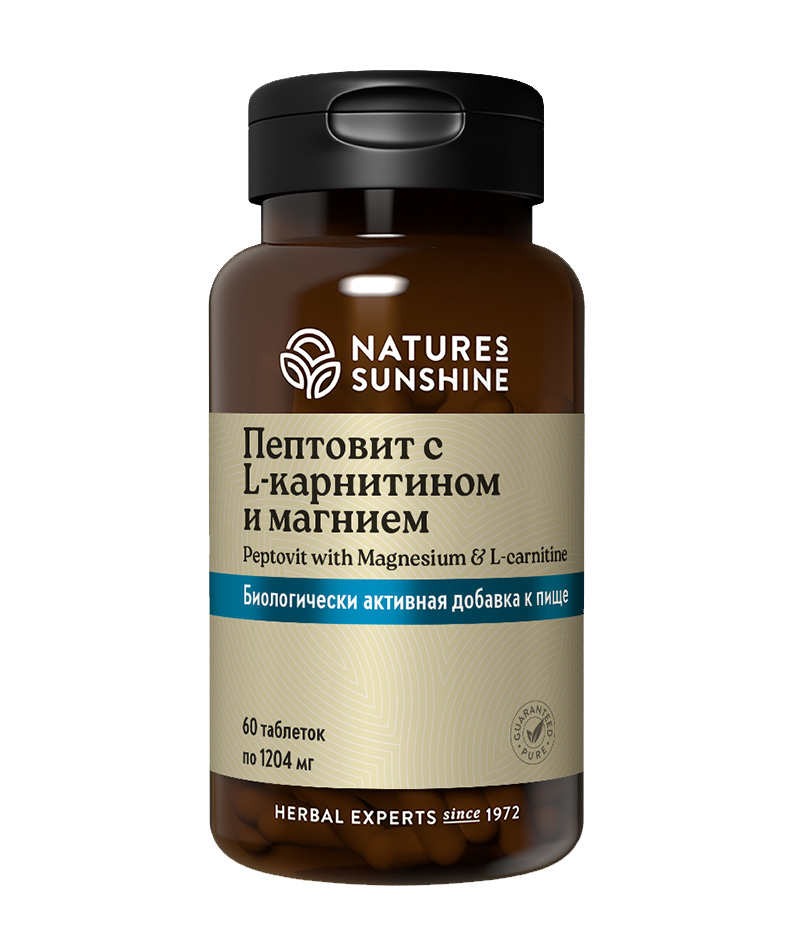 NATURES
SUNSHINE
Пептовит с
L-карнитином
и магнием
Peptovit with Magnesium & L-carnitine
Биологически активная добавка к пище
60 таблеток
по 1204 мг
GUARANTEED
PURE
HERBAL EXPERTS since 1972